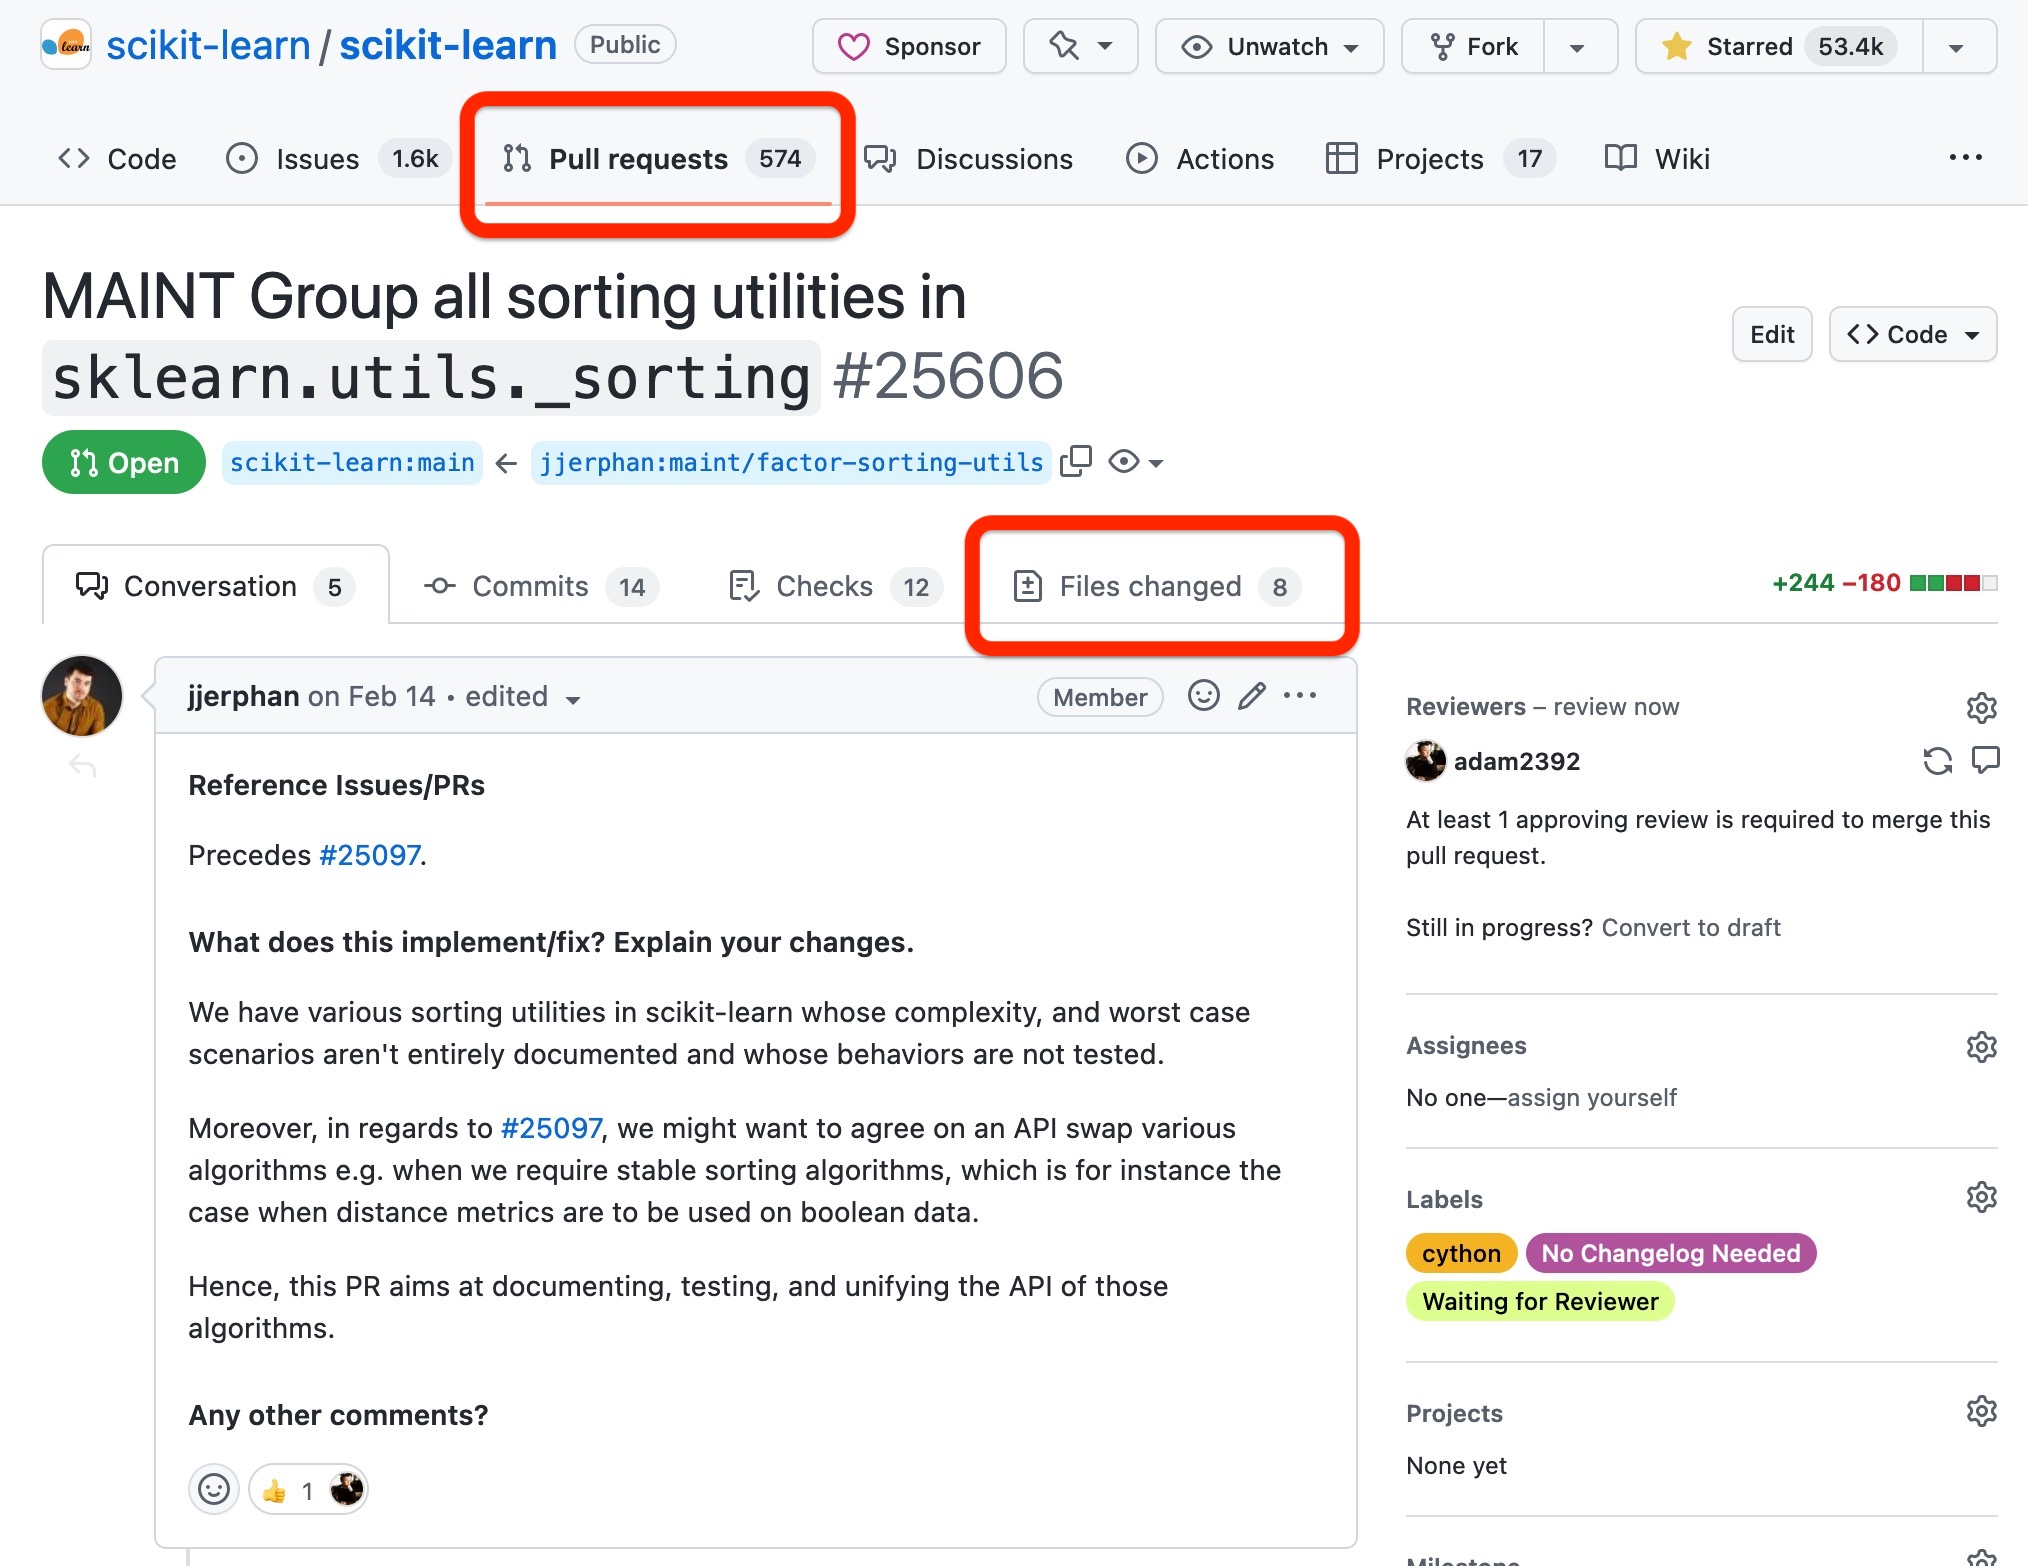 learn scikit-learn / scikit-learn Public Sponsor Unwatch Fork Starred 53.4k
Code Issues 1.6k Pull requests 574 Discussions Actions Projects 17 Wiki
MAINT Group all sorting utilities in
sklearn.utils._sorting #25606
Edit Code
Open scikit-learn:main ← jjerphan:maint/factor-sorting-utils
Conversation 5 Commits 14 Checks 12 Files changed 8 +244 −180
jjerphan on Feb 14 • edited Member
Reference Issues/PRs
Precedes #25097.
What does this implement/fix? Explain your changes.
We have various sorting utilities in scikit-learn whose complexity, and worst case
scenarios aren't entirely documented and whose behaviors are not tested.
Moreover, in regards to #25097, we might want to agree on an API swap various
algorithms e.g. when we require stable sorting algorithms, which is for instance the
case when distance metrics are to be used on boolean data.
Hence, this PR aims at documenting, testing, and unifying the API of those
algorithms.
Any other comments?
👍 1
Reviewers – review now
adam2392
At least 1 approving review is required to merge this
pull request.
Still in progress? Convert to draft
Assignees
No one—assign yourself
Labels
cython No Changelog Needed
Waiting for Reviewer
Projects
None yet
Milestone